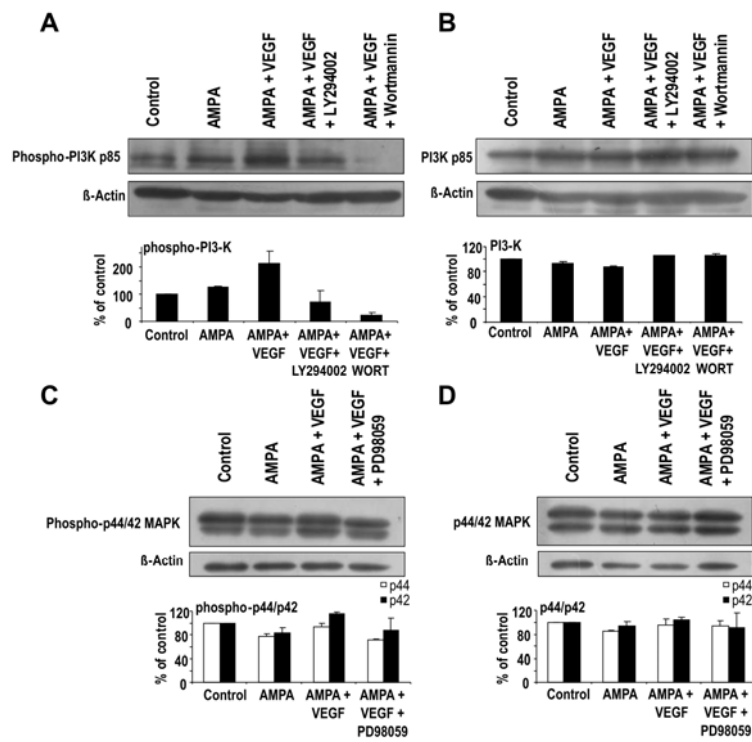 A
Control
AMPA
AMPA + VEGF
AMPA + VEGF
+ LY294002
AMPA + VEGF
+ Wortmannin
Phospho-PI3K p85
ß-Actin
phospho-PI3-K
% of control
200
100
0
Control
AMPA
AMPA+
VEGF
AMPA+
VEGF+
LY294002
AMPA+
VEGF+
WORT
B
Control
AMPA
AMPA + VEGF
AMPA + VEGF
+ LY294002
AMPA + VEGF
+ Wortmannin
PI3K p85
ß-Actin
PI3-K
% of control
120
80
40
0
Control
AMPA
AMPA+
VEGF
AMPA+
VEGF+
LY294002
AMPA+
VEGF+
WORT
C
Control
AMPA
AMPA + VEGF
AMPA + VEGF
+ PD98059
Phospho-p44/42 MAPK
ß-Actin
p44
p42
phospho-p44/p42
% of control
120
80
40
0
Control
AMPA
AMPA +
VEGF
AMPA +
VEGF +
PD98059
D
Control
AMPA
AMPA + VEGF
AMPA + VEGF
+ PD98059
p44/42 MAPK
ß-Actin
p44
p42
p44/p42
% of control
120
80
40
0
Control
AMPA
AMPA +
VEGF
AMPA +
VEGF +
PD98059